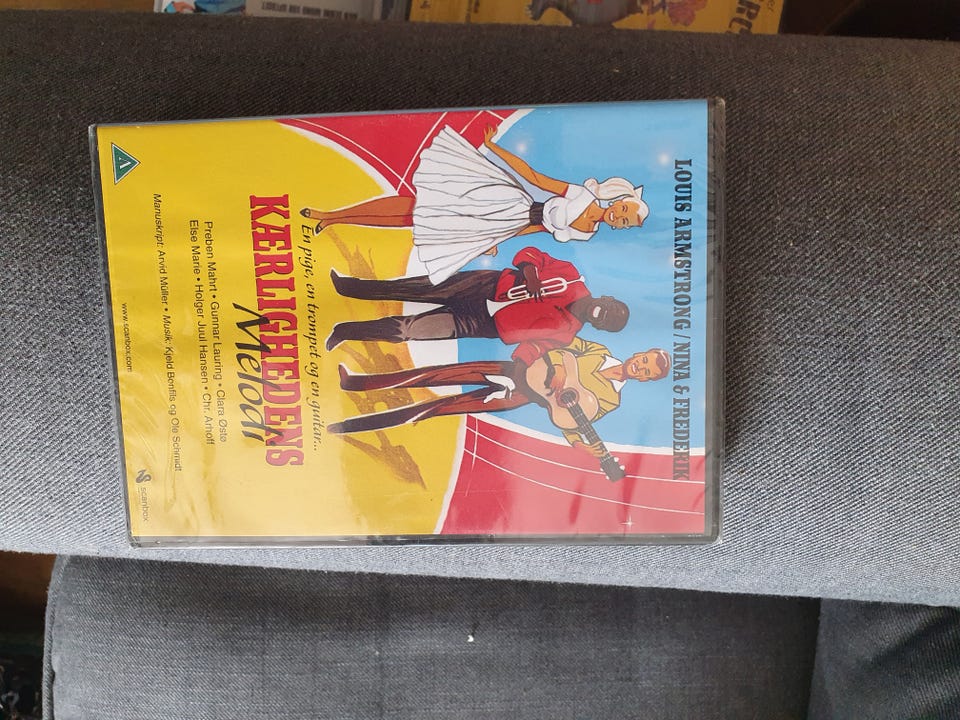 LOUIS ARMSTRONG / NINA & FREDERIK
En pige, en trompet og en guitar...
KÆRLIGHEDENS
Melodi
Preben Mahrt • Gunnar Lauring • Clara Østø
Else Marie • Holger Juul Hansen • Chr. Arhoff
Manuskript: Arvid Müller • Musik: Kjeld Bonfils og Ole Schmidt
www.scanbox.com
scanbox
A